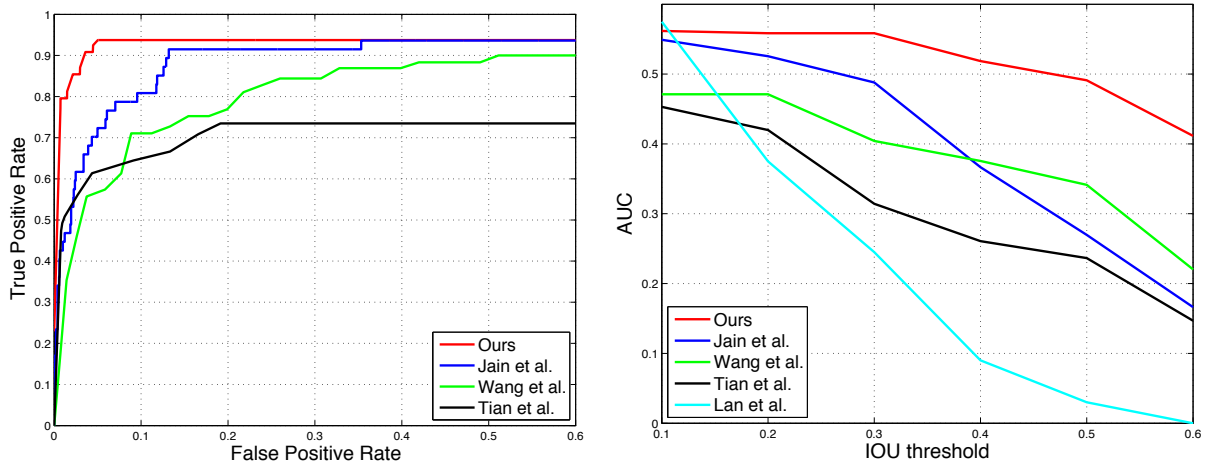 True Positive Rate
1
0.9
0.8
0.7
0.6
0.5
0.4
0.3
0.2
0.1
0
0 0.1 0.2 0.3 0.4 0.5 0.6
False Positive Rate
Ours
Jain et al.
Wang et al.
Tian et al.
AUC
0.5
0.4
0.3
0.2
0.1
0
0.1 0.2 0.3 0.4 0.5 0.6
IOU threshold
Ours
Jain et al.
Wang et al.
Tian et al.
Lan et al.